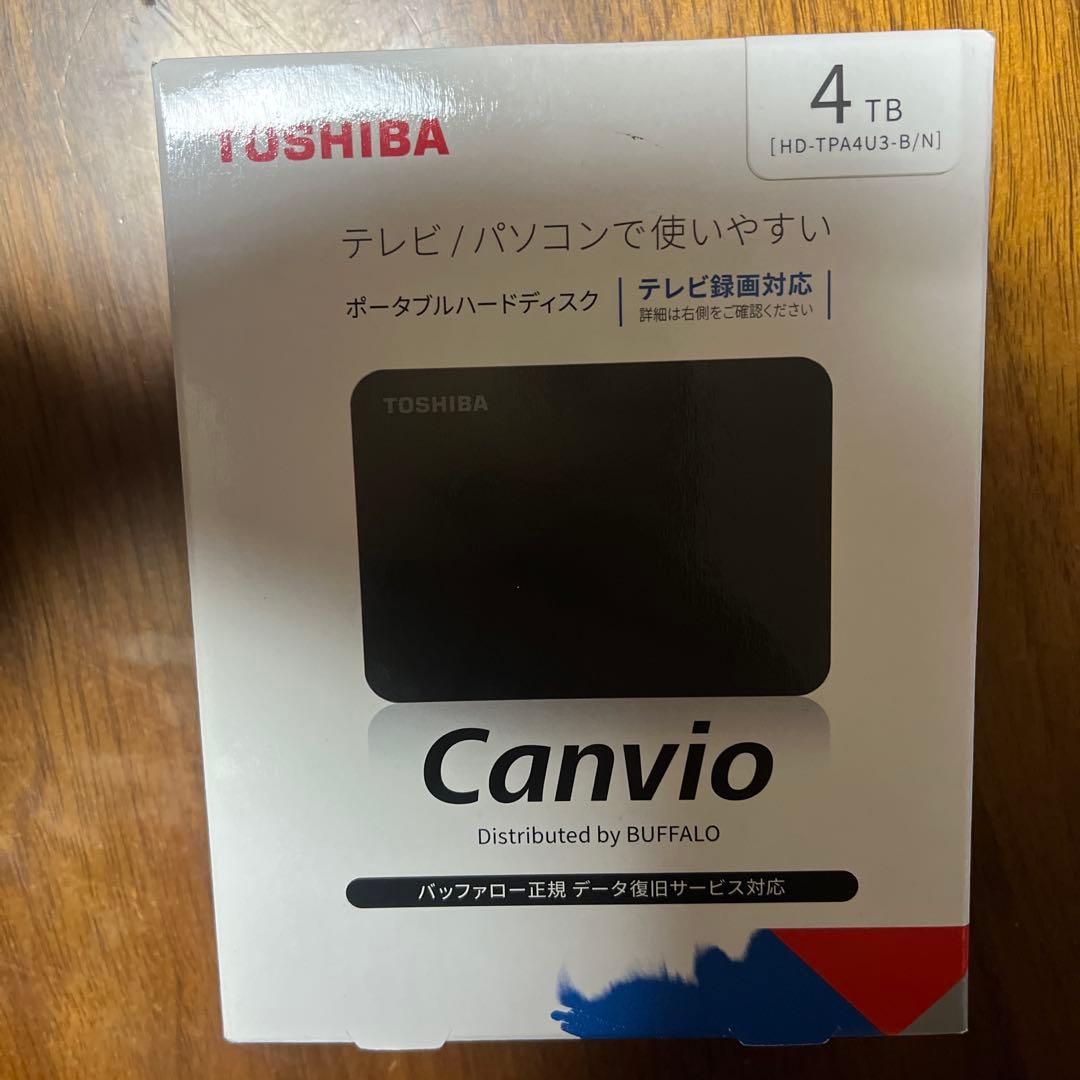 TOSHIBA
4 TB
[HD-TPA4U3-B/N]
テレビ/パソコンで使いやすい
ポータブルハードディスク
テレビ録画対応
詳細は右側をご確認ください
TOSHIBA
Canvio
Distributed by BUFFALO
バッファロー正規 データ復旧サービス対応